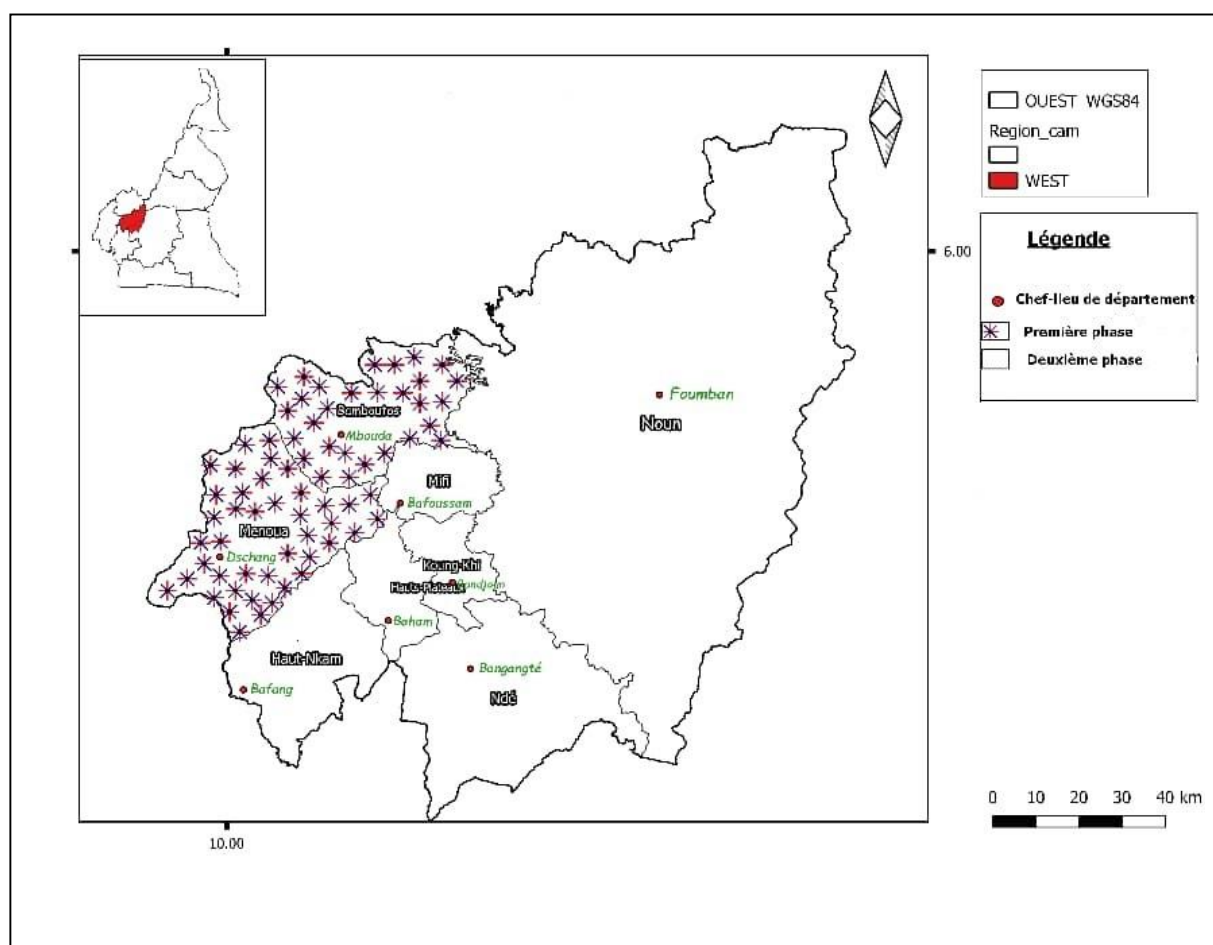 OUEST WGS84
Region_cam
WEST
6.00
Légende
Chef-lieu de département
Première phase
Deuxième phase
Foumban
Noun
Bamboutos
Mbouda
Mifi
Bafoussam
Menoua
Dschang
Koung-Khi
Hauts-Plateaux
Bandjoun
Baham
Haut-Nkam
Bangangté
Bafang
Ndé
0 10 20 30 40 km
10.00